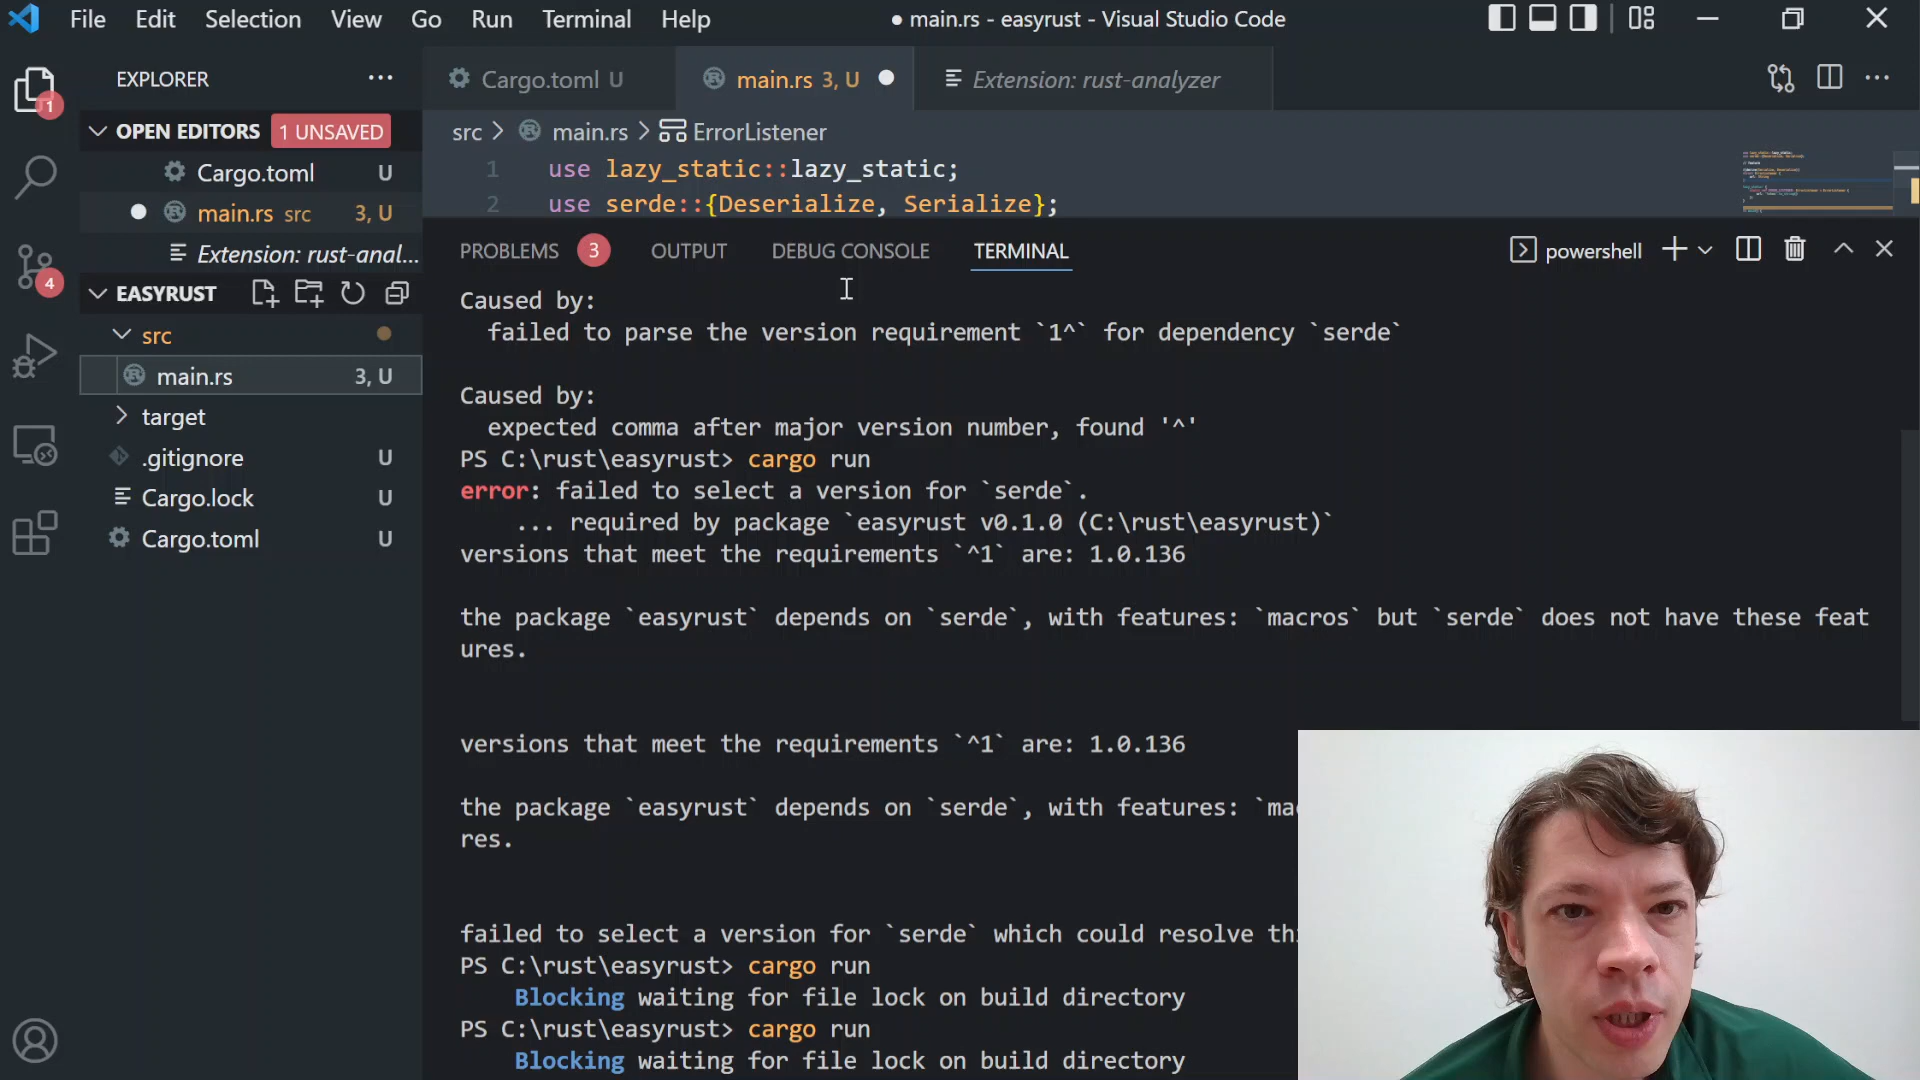 File Edit Selection View Go Run Terminal Help
● main.rs - easyrust - Visual Studio Code
EXPLORER
OPEN EDITORS 1 UNSAVED
Cargo.toml U
main.rs src 3, U
Extension: rust-anal...
EASYRUST
src
main.rs 3, U
target
.gitignore U
Cargo.lock U
Cargo.toml U
1
4
Cargo.toml U
main.rs 3, U
Extension: rust-analyzer
src > main.rs > ErrorListener
1 use lazy_static::lazy_static;
2 use serde::{Deserialize, Serialize};
PROBLEMS 3 OUTPUT DEBUG CONSOLE TERMINAL
powershell
Caused by:
failed to parse the version requirement `1^` for dependency `serde`
Caused by:
expected comma after major version number, found '^'
PS C:\rust\easyrust> cargo run
error: failed to select a version for `serde`.
... required by package `easyrust v0.1.0 (C:\rust\easyrust)`
versions that meet the requirements `^1` are: 1.0.136
the package `easyrust` depends on `serde`, with features: `macros` but `serde` does not have these feat
ures.
versions that meet the requirements `^1` are: 1.0.136
the package `easyrust` depends on `serde`, with features: `mac
res.
failed to select a version for `serde` which could resolve thi
PS C:\rust\easyrust> cargo run
Blocking waiting for file lock on build directory
PS C:\rust\easyrust> cargo run
Blocking waiting for file lock on build directory